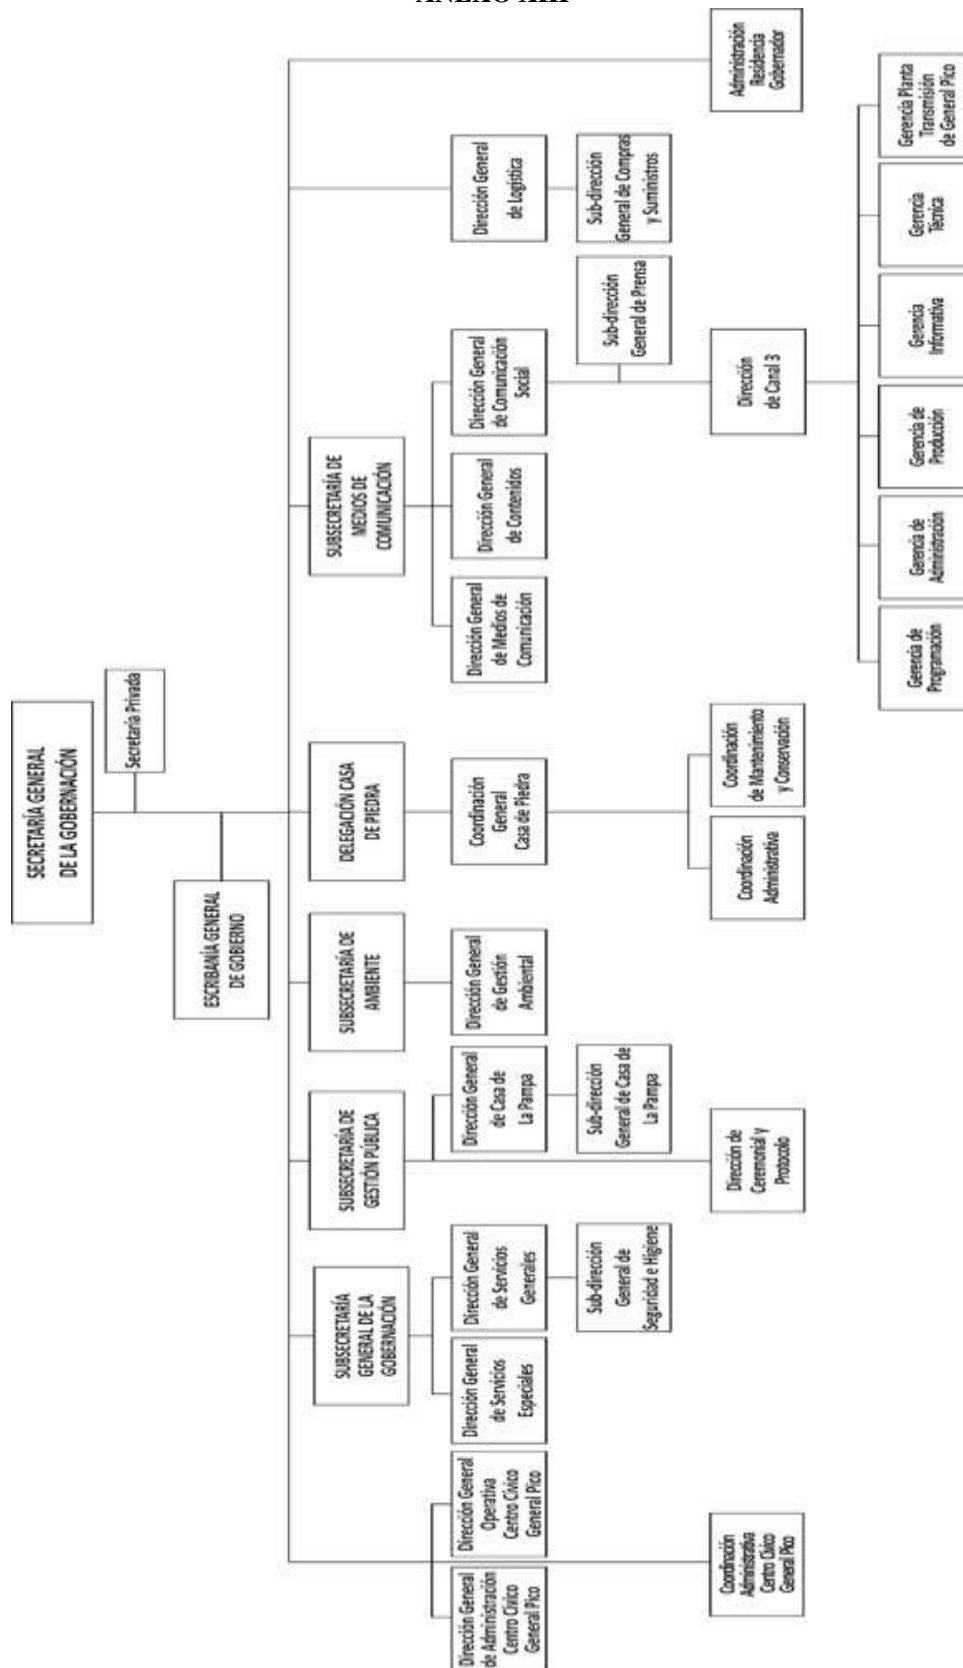 ANEXO XIII
SECRETARÍA GENERAL
DE LA GOBERNACIÓN
Secretaría Privada
ESCRIBANÍA GENERAL
DE GOBIERNO
SUBSECRETARÍA
GENERAL DE LA
GOBERNACIÓN
SUBSECRETARÍA DE
GESTIÓN PÚBLICA
SUBSECRETARÍA DE
AMBIENTE
DELEGACIÓN CASA
DE PIEDRA
SUBSECRETARÍA DE
MEDIOS DE
COMUNICACIÓN
Dirección General
de Administración
Centro Cívico
General Pico
Dirección General
Operativa
Centro Cívico
General Pico
Dirección General
de Servicios
Especiales
Dirección General
de Servicios
Generales
Dirección General
de Casa de
La Pampa
Dirección General
de Gestión
Ambiental
Coordinación
General
Casa de Piedra
Dirección General
de Medios de
Comunicación
Dirección General
de Contenidos
Dirección General
de Comunicación
Social
Dirección General
de Logística
Sub-dirección
General de
Seguridad e Higiene
Sub-dirección
General de Casa de
La Pampa
Sub-dirección
General de Prensa
Sub-dirección
General de Compras
y Suministros
Coordinación
Administrativa
Centro Cívico
General Pico
Dirección de
Ceremonial y
Protocolo
Coordinación
Administrativa
Coordinación
de Mantenimiento
y Conservación
Dirección
de Canal 3
Administración
Residencia
Gobernador
Gerencia de
Programación
Gerencia de
Administración
Gerencia de
Producción
Gerencia
Informativa
Gerencia
Técnica
Gerencia Planta
Transmisión
de General Pico